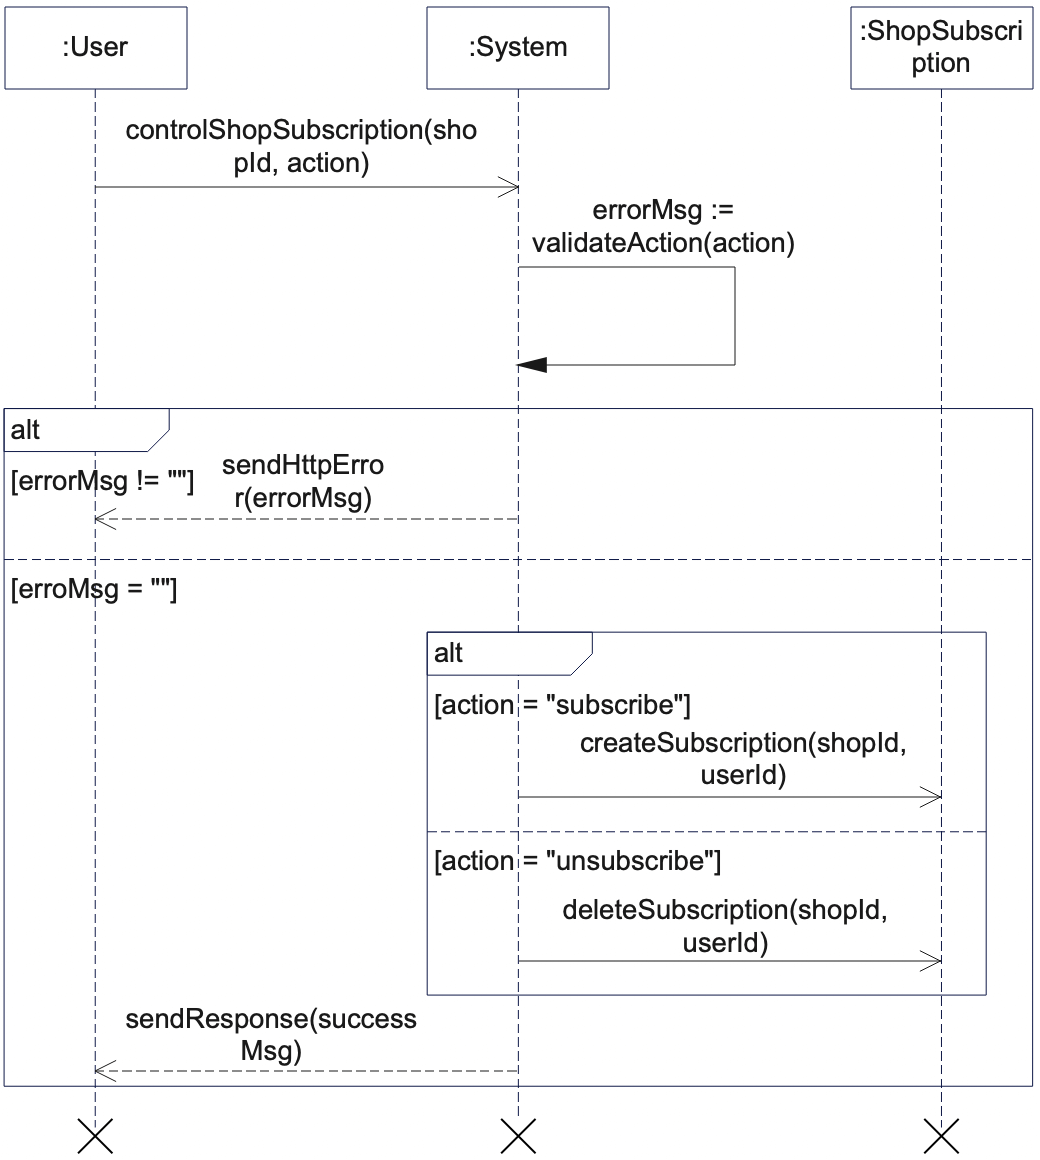 :User
:System
:ShopSubscri
ption
controlShopSubscription(sho
pId, action)
errorMsg :=
validateAction(action)
alt
[errorMsg != ""]
sendHttpErro
r(errorMsg)
[erroMsg = ""]
alt
[action = "subscribe"]
createSubscription(shopId,
userId)
[action = "unsubscribe"]
deleteSubscription(shopId,
userId)
sendResponse(success
Msg)